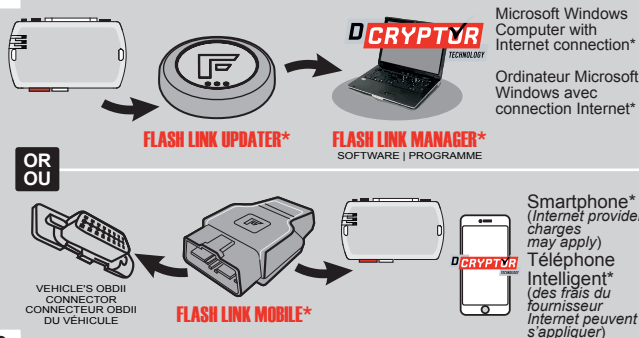 D CRYPTOR
TECHNOLOGY
Microsoft Windows
Computer with
Internet connection*
Ordinateur Microsoft
Windows avec
connection Internet*
FLASH LINK UPDATER*
FLASH LINK MANAGER*
SOFTWARE | PROGRAMME
OR
OU
VEHICLE'S OBDII
CONNECTOR
CONNECTEUR OBDII
DU VÉHICULE
FLASH LINK MOBILE*
DCRYPTOR
TECHNOLOGY
Smartphone*
(Internet provider
charges
may apply)
Téléphone
Intelligent*
(des frais du
fournisseur
Internet peuvent
s'appliquer)